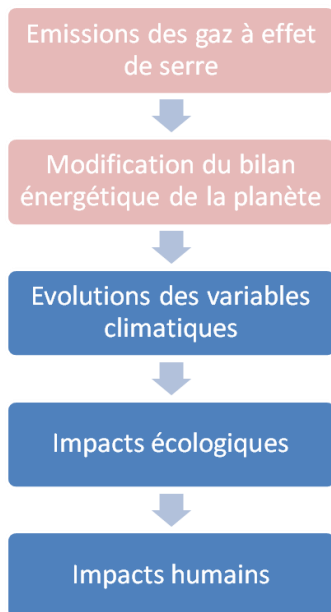 Emissions des gaz à effet
de serre
Modification du bilan
énergétique de la planète
Evolutions des variables
climatiques
Impacts écologiques
Impacts humains